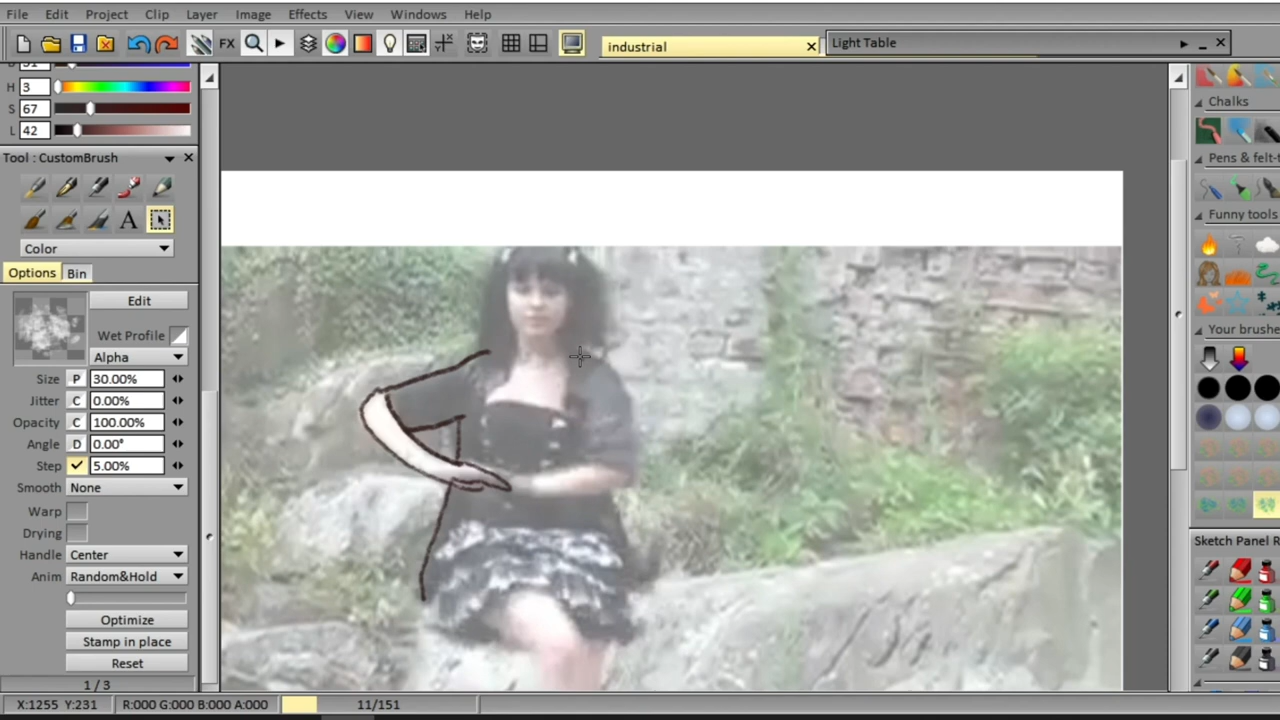 File Edit Project Clip Layer Image Effects View Windows Help
FX
industrial
Light Table
H 3
S 67
L 42
Tool : CustomBrush
A
Color
Options Bin
Edit
Wet Profile
Alpha
Size P 30.00%
Jitter C 0.00%
Opacity C 100.00%
Angle D 0.00°
Step 5.00%
Smooth None
Warp
Drying
Handle Center
Anim Random&Hold
Optimize
Stamp in place
Reset
1 / 3
Chalks
Pens & felt-t
Funny tools
Your brushe
Sketch Panel R
X:1255 Y:231 R:000 G:000 B:000 A:000 11/151